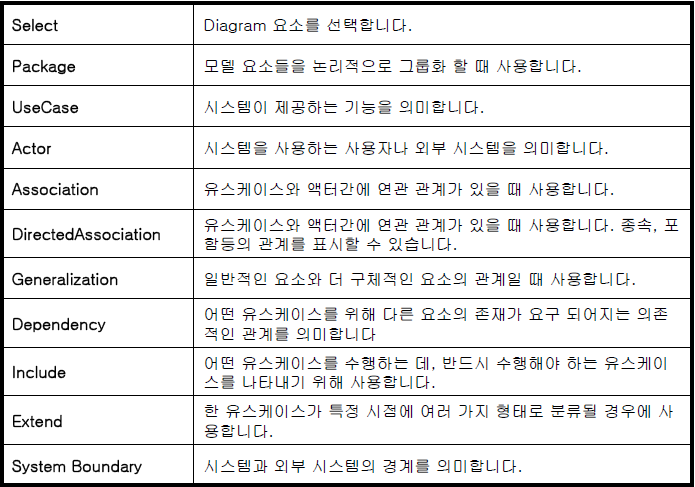 Select
Diagram 요소를 선택합니다.
Package
모델 요소들을 논리적으로 그룹화 할 때 사용합니다.
UseCase
시스템이 제공하는 기능을 의미합니다.
Actor
시스템을 사용하는 사용자나 외부 시스템을 의미합니다.
Association
유스케이스와 액터간에 연관 관계가 있을 때 사용합니다.
DirectedAssociation
유스케이스와 액터간에 연관 관계가 있을 때 사용합니다. 종속, 포
함등의 관계를 표시할 수 있습니다.
Generalization
일반적인 요소와 더 구체적인 요소의 관계일 때 사용합니다.
Dependency
어떤 유스케이스를 위해 다른 요소의 존재가 요구 되어지는 의존
적인 관계를 의미합니다
Include
어떤 유스케이스를 수행하는 데, 반드시 수행해야 하는 유스케이
스를 나타내기 위해 사용합니다.
Extend
한 유스케이스가 특정 시점에 여러 가지 형태로 분류될 경우에 사
용합니다.
System Boundary
시스템과 외부 시스템의 경계를 의미합니다.